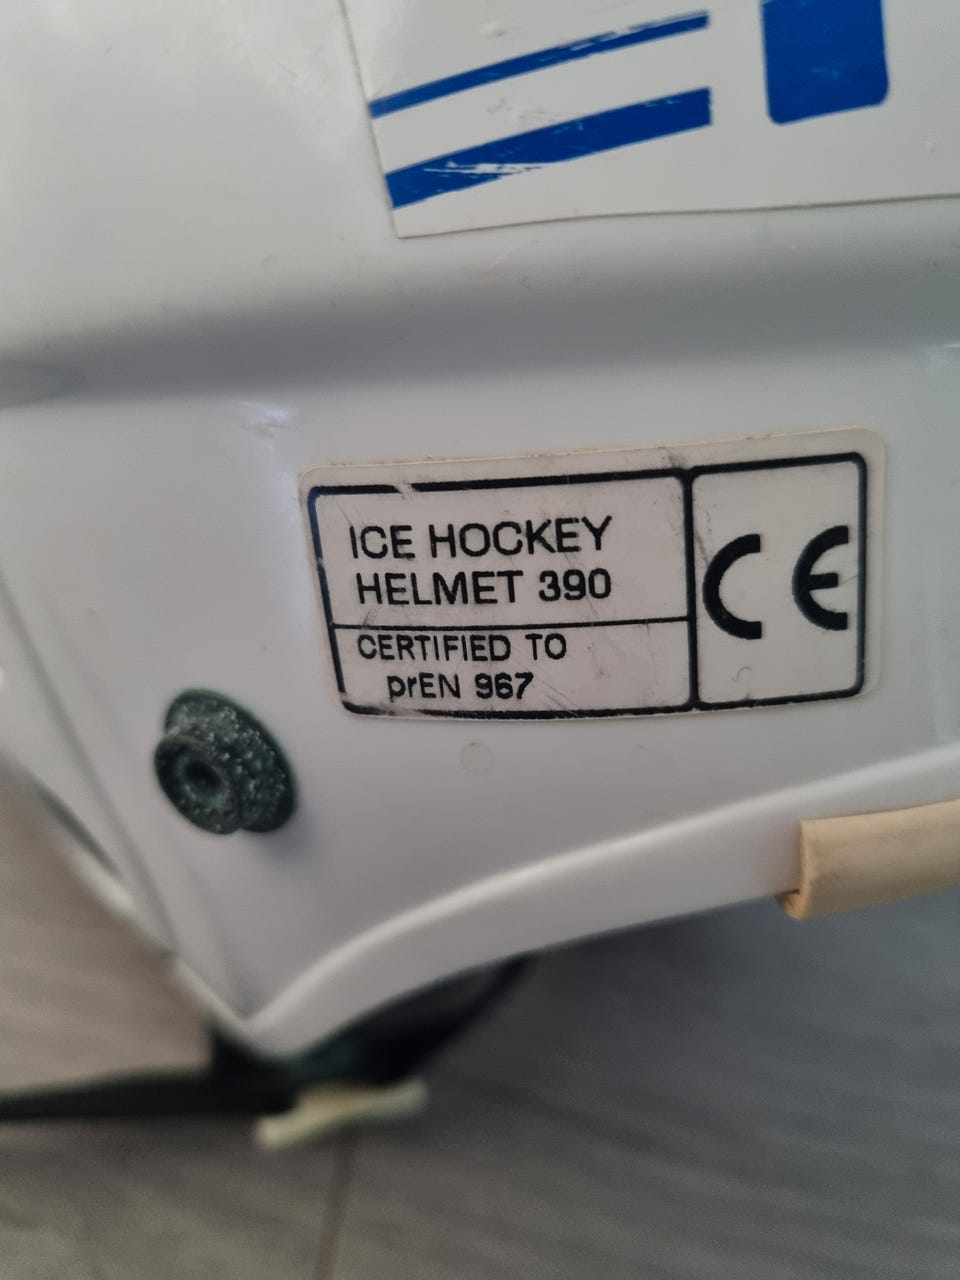 ICE HOCKEY
HELMET 390
CERTIFIED TO
prEN 967
CE